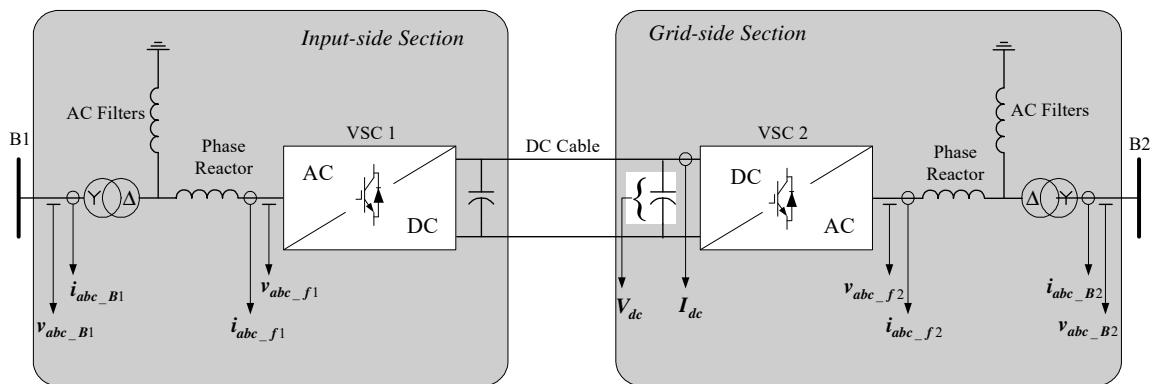 Input-side Section
Grid-side Section
AC Filters
AC Filters
B1
Phase
Reactor
VSC 1
DC Cable
VSC 2
Phase
Reactor
B2
Y
Δ
AC
DC
{
DC
AC
Δ
Y
i_abc_B1
v_abc_f1
v_abc_B1
i_abc_f1
V_dc
I_dc
v_abc_f2
i_abc_f2
i_abc_B2
v_abc_B2